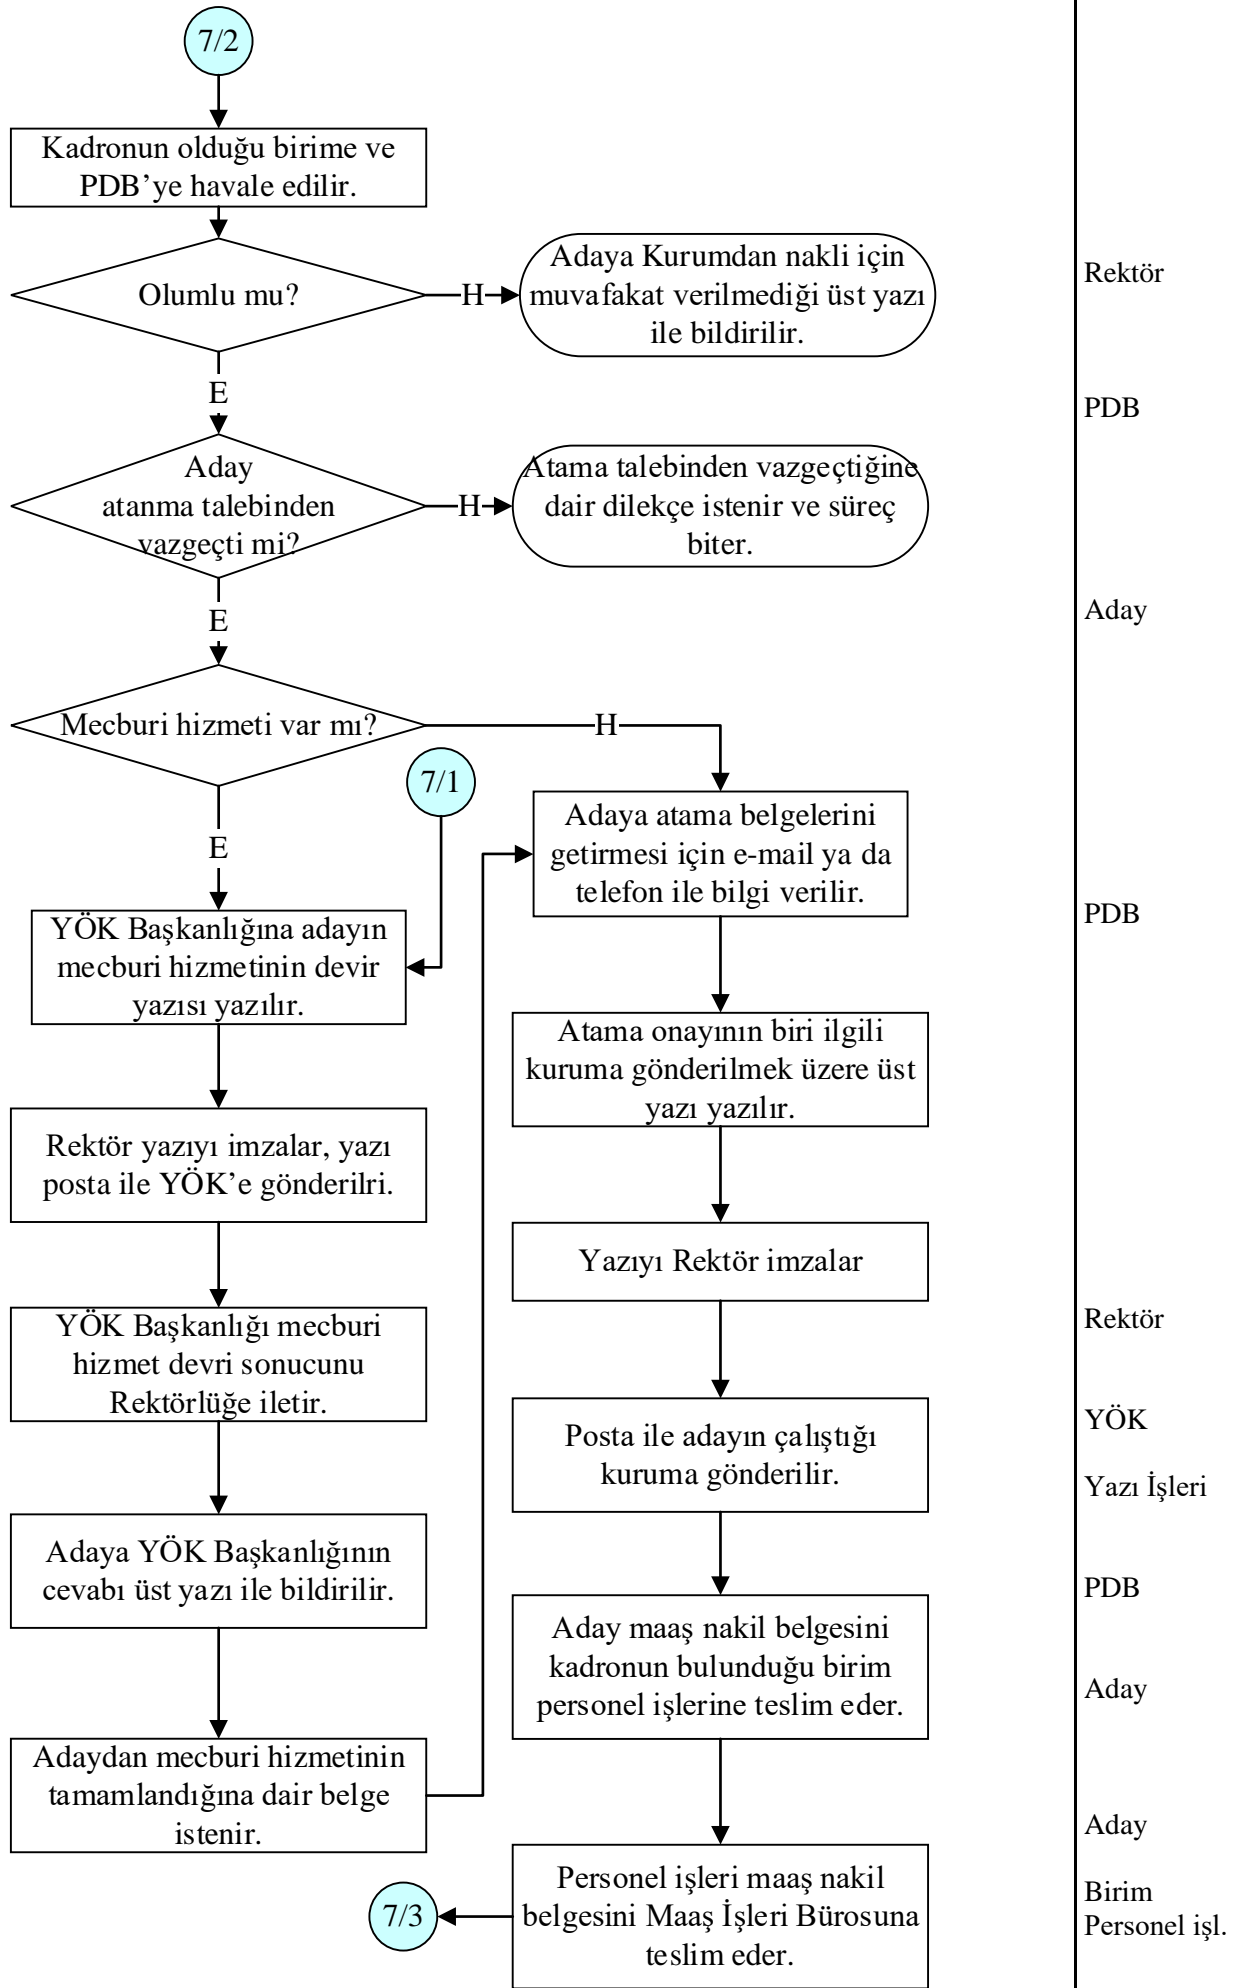 7/2
Kadronun olduğu birime ve
PDB’ye havale edilir.
Olumlu mu?
H
Adaya Kurumdan nakli için
muvafakat verilmediği üst yazı
ile bildirilir.
Rektör
E
PDB
Aday
atanma talebinden
vazgeçti mi?
H
Atama talebinden vazgeçtiğine
dair dilekçe istenir ve süreç
biter.
E
Aday
Mecburi hizmeti var mı?
H
7/1
E
Adaya atama belgelerini
getirmesi için e-mail ya da
telefon ile bilgi verilir.
YÖK Başkanlığına adayın
mecburi hizmetinin devir
yazısı yazılır.
PDB
Atama onayının biri ilgili
kuruma gönderilmek üzere üst
yazı yazılır.
Rektör yazıyı imzalar, yazı
posta ile YÖK’e gönderilri.
Yazıyı Rektör imzalar
YÖK Başkanlığı mecburi
hizmet devri sonucunu
Rektörlüğe iletir.
Rektör
Posta ile adayın çalıştığı
kuruma gönderilir.
YÖK
Yazı İşleri
Adaya YÖK Başkanlığının
cevabı üst yazı ile bildirilir.
PDB
Aday maaş nakil belgesini
kadronun bulunduğu birim
personel işlerine teslim eder.
Aday
Adaydan mecburi hizmetinin
tamamlandığına dair belge
istenir.
Aday
Personel işleri maaş nakil
belgesini Maaş İşleri Bürosuna
teslim eder.
7/3
Birim
Personel işl.